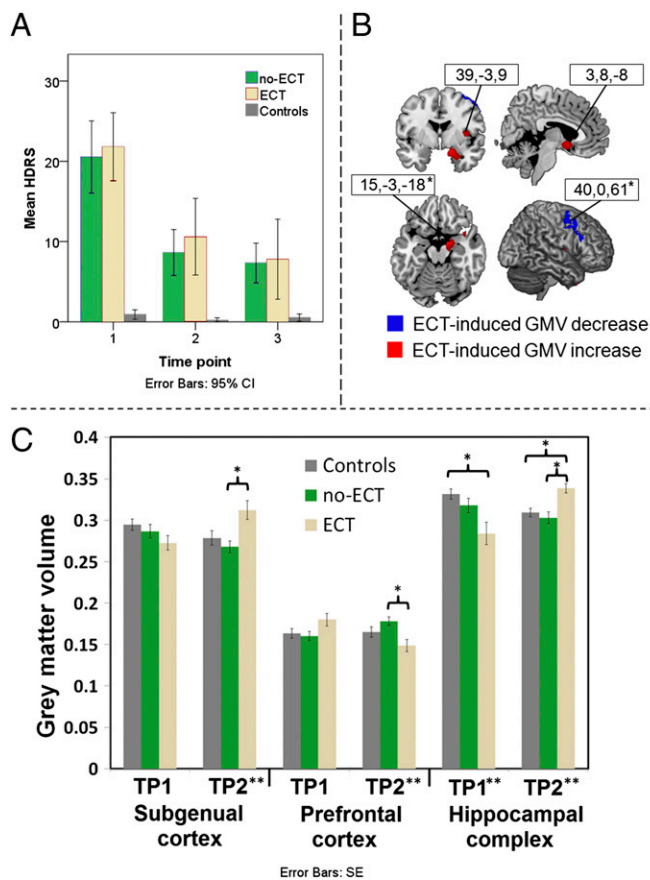 A
30
20
10
0
Mean HDRS
no-ECT
ECT
Controls
1 2 3
Time point
Error Bars: 95% CI
B
39,-3,9
3,8,-8
15,-3,-18*
40,0,61*
ECT-induced GMV decrease
ECT-induced GMV increase
C
0.4
0.35
0.3
0.25
0.2
0.15
0.1
0.05
0
Grey matter volume
Controls
no-ECT
ECT
*
*
*
*
*
TP1 TP2** TP1 TP2** TP1** TP2**
Subgenual Prefrontal Hippocampal
cortex cortex complex
Error Bars: SE